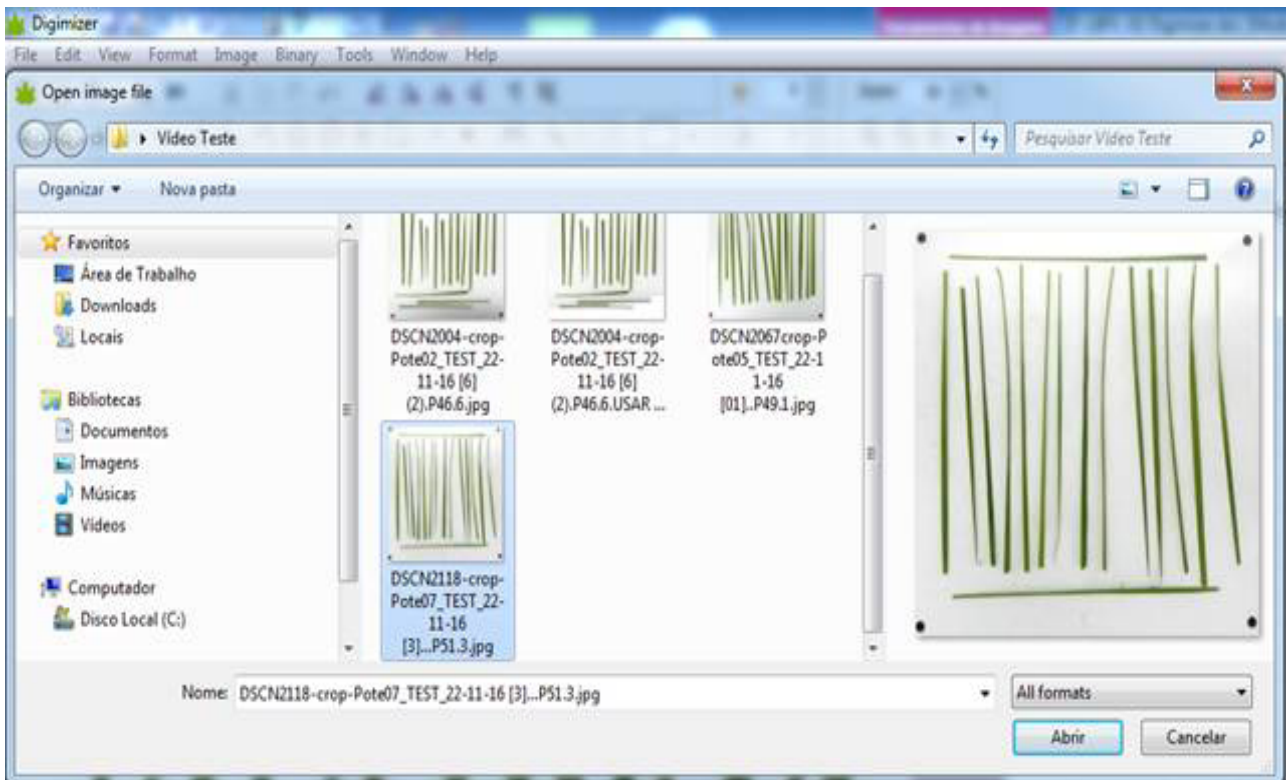 Digimizer
File Edit View Format Image Binary Tools Window Help
Open image file
Vídeo Teste
Pesquisar Vídeo Teste
Organizar Nova pasta
Favoritos
Área de Trabalho
Downloads
Locais
Bibliotecas
Documentos
Imagens
Músicas
Vídeos
Computador
Disco Local (C:)
DSCN2004-crop-
Pote02_TEST_22-
11-16 [6]
(2).P46.6.jpg
DSCN2004-crop-
Pote02_TEST_22-
11-16 [6]
(2).P46.6.USAR ...
DSCN2067crop-P
ote05_TEST_22-1
1-16
[01]..P49.1.jpg
DSCN2118-crop-
Pote07_TEST_22-
11-16
[3]...P51.3.jpg
Nome: DSCN2118-crop-Pote07_TEST_22-11-16 [3]...P51.3.jpg
All formats
Abrir Cancelar